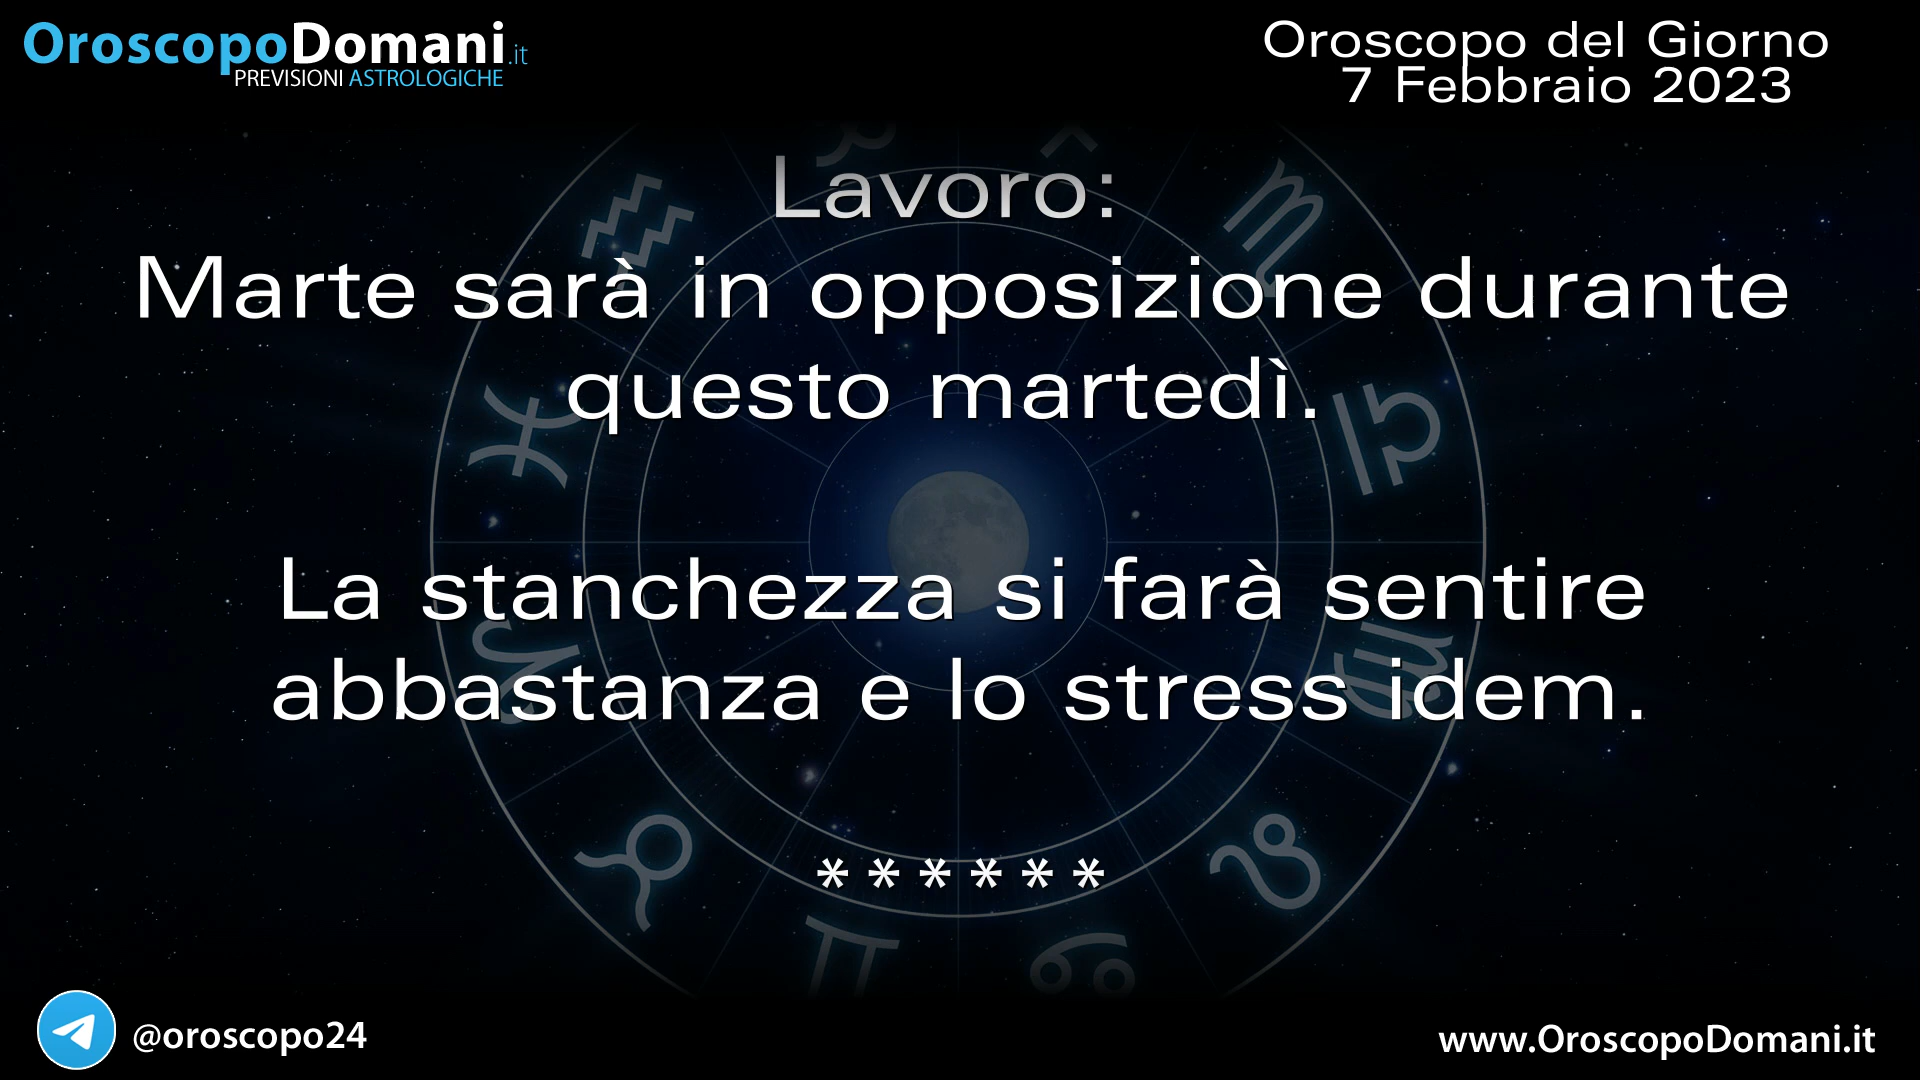 OroscopoDomani.it
PREVISIONI ASTROLOGICHE
Oroscopo del Giorno
7 Febbraio 2023
Lavoro:
Marte sarà in opposizione durante
questo martedì.
La stanchezza si farà sentire
abbastanza e lo stress idem.
******
@oroscopo24
www.OroscopoDomani.it